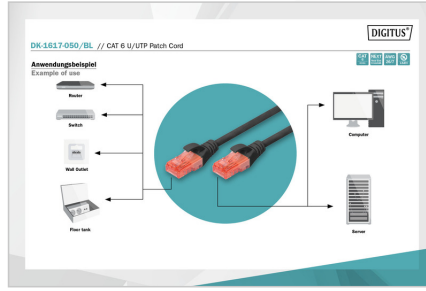 DIGITUS®
DK-1617-050/BL // CAT 6 U/UTP Patch Cord
Anwendungsbeispiel
Example of use
Router
Switch
Wall Outlet
Floor tank
Computer
Server